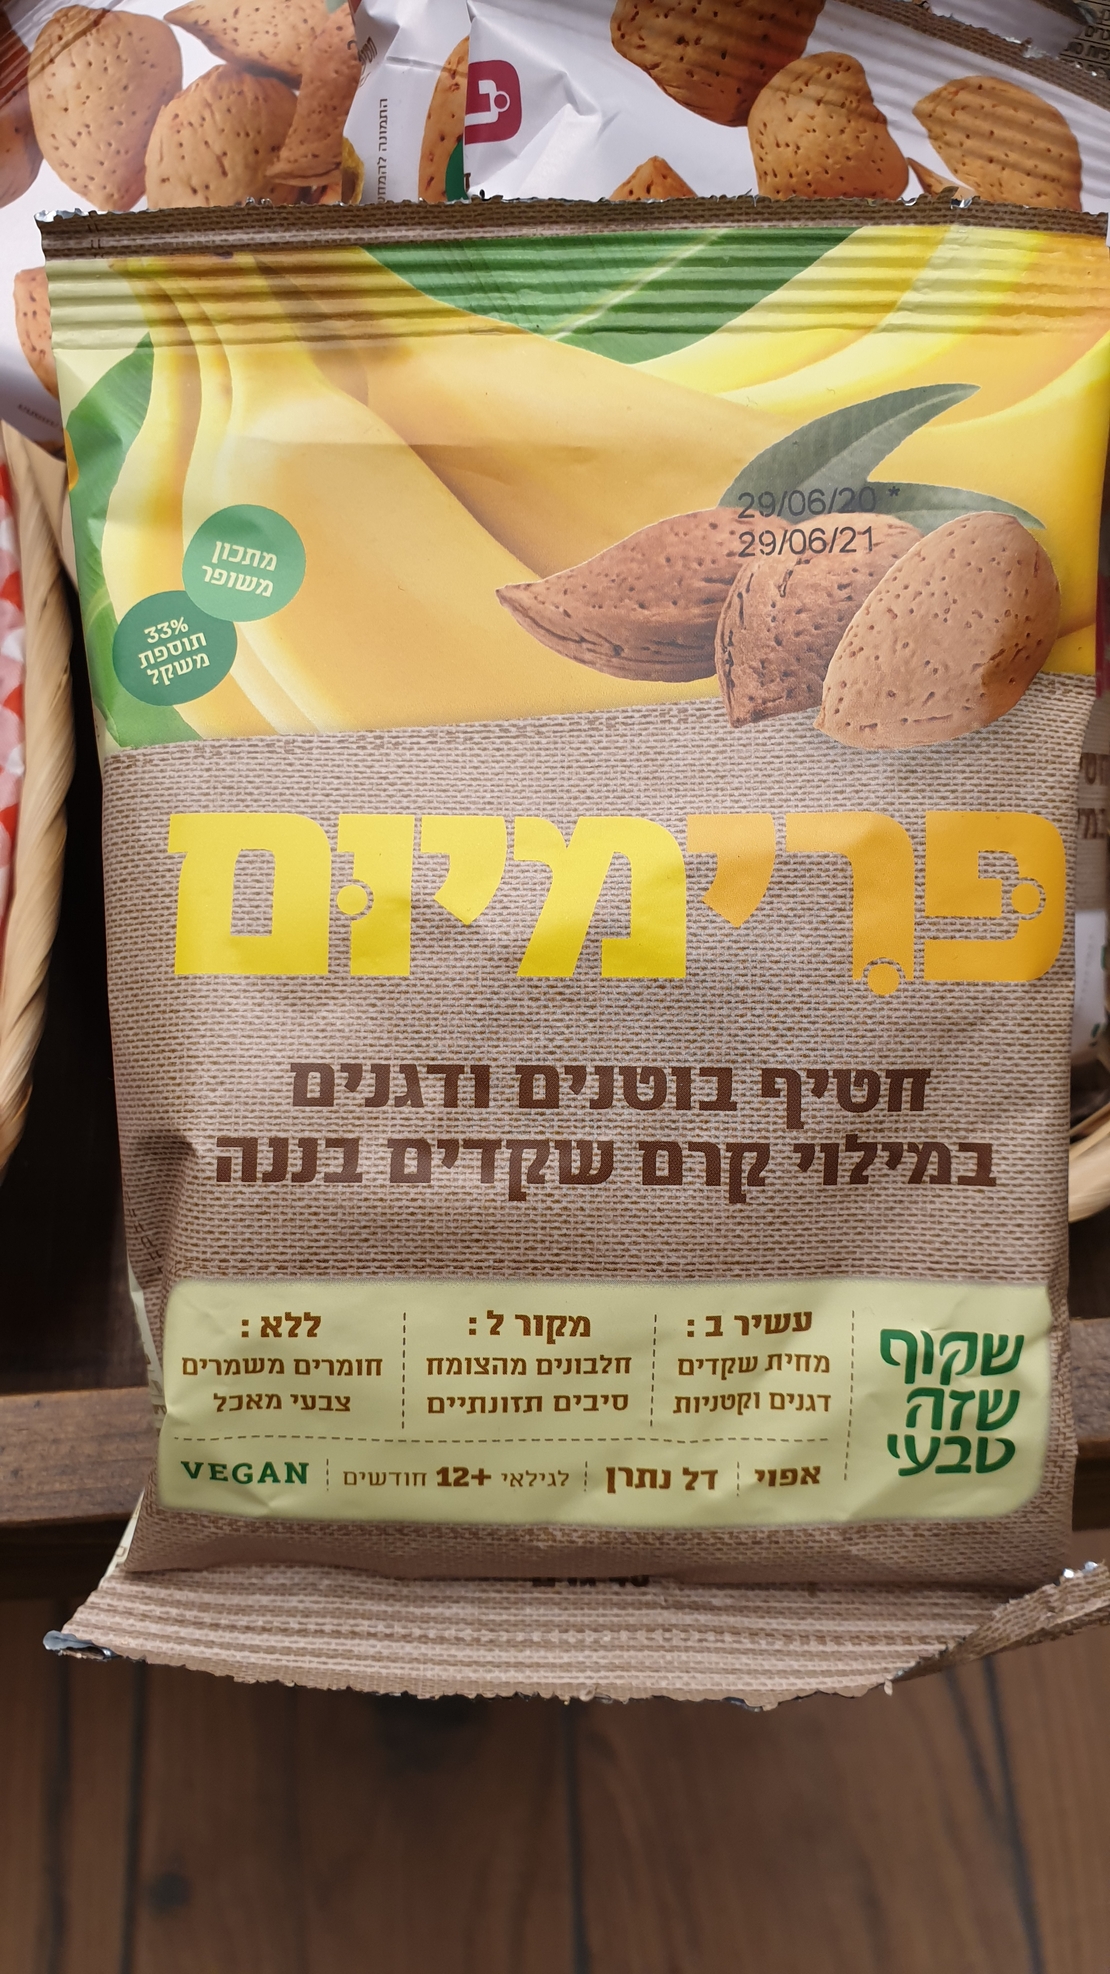 29/06/20 *
29/06/21
מתכון
משופר
33%
תוספת
משקל
פרימינים
חטיף בוטנים ודגנים
במילוי קרם שקדים בננה
שקוף
שזה
טבעי
עשיר ב :
מחית שקדים
דגנים וקטניות
מקור ל :
חלבונים מהצומח
סיבים תזונתיים
ללא :
חומרים משמרים
צבעי מאכל
אפוי
דל נתרן
לגילאי 12+ חודשים
VEGAN